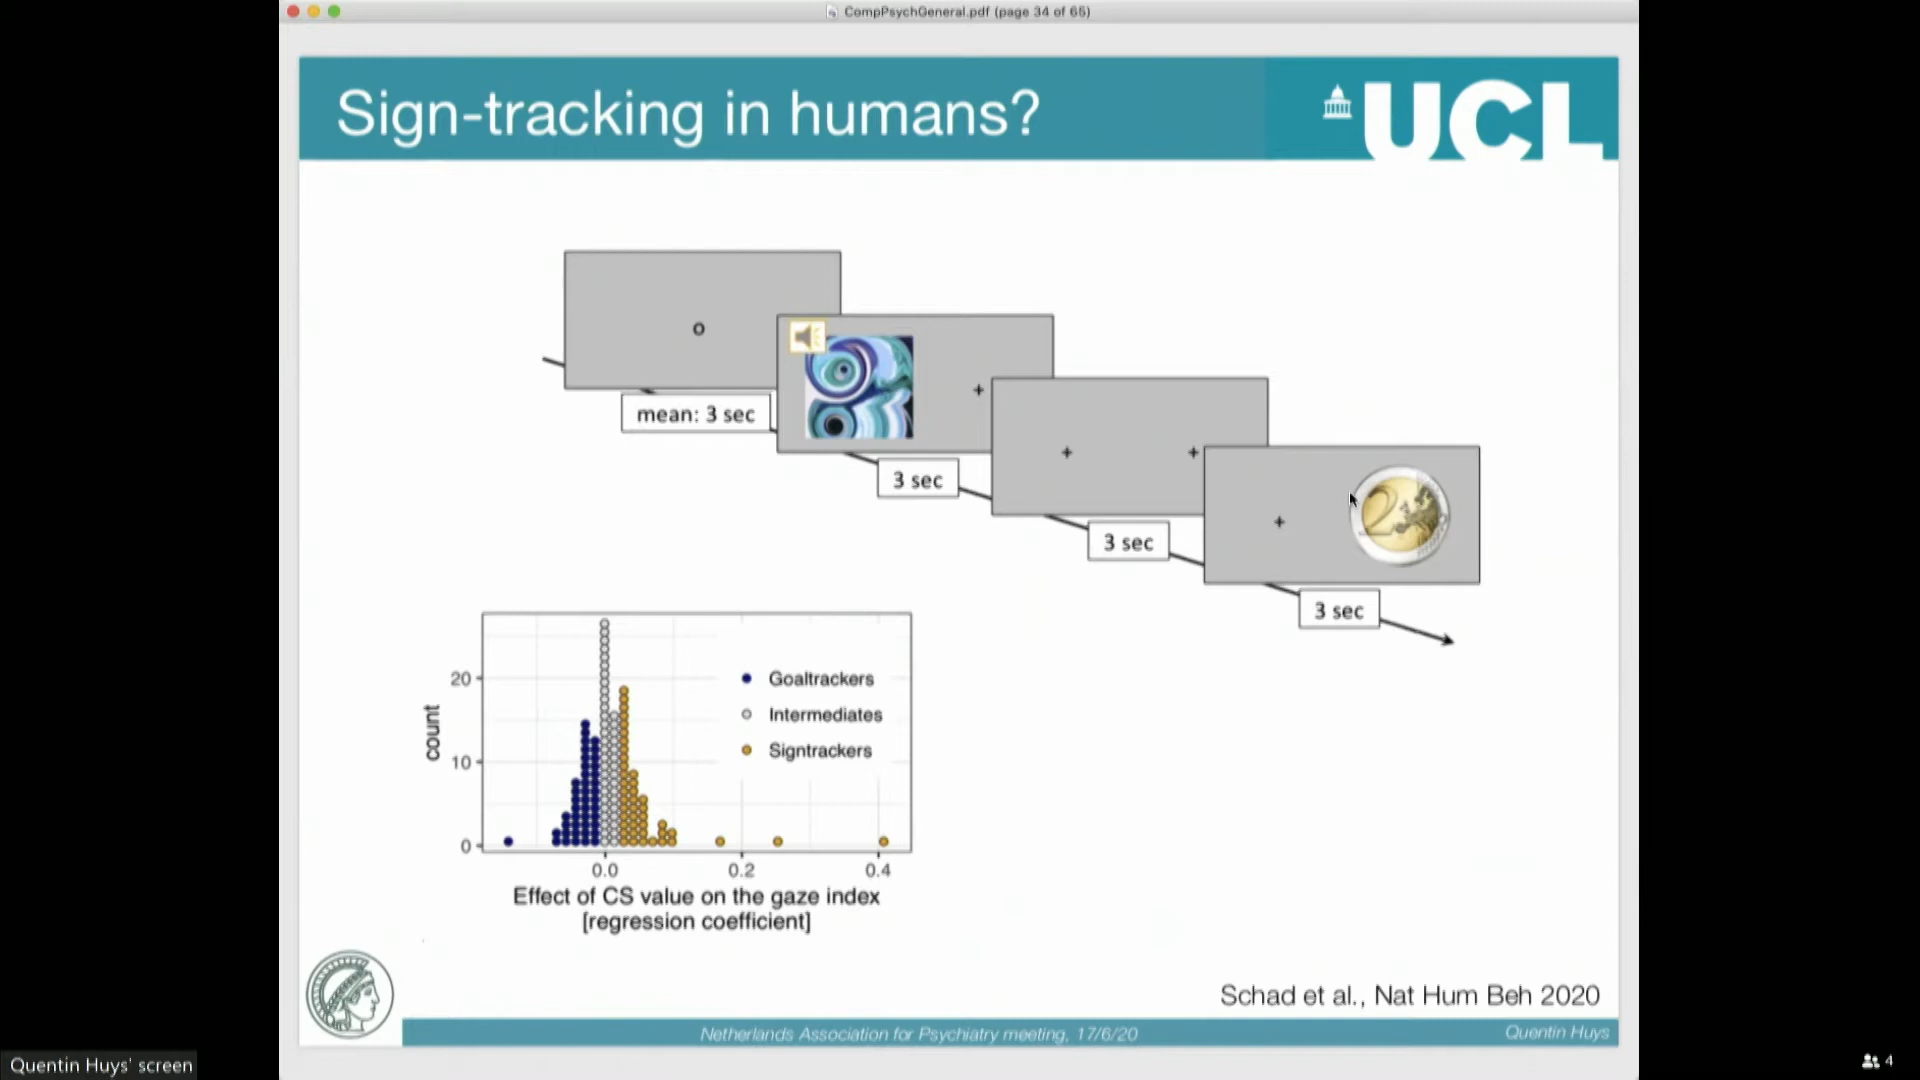 CompPsychGeneral.pdf (page 34 of 65)
Sign-tracking in humans?
UCL
o
mean: 3 sec
+
3 sec
+ +
3 sec
+
2
3 sec
count
20
10
0
Goaltrackers
Intermediates
Signtrackers
0.0 0.2 0.4
Effect of CS value on the gaze index
[regression coefficient]
Schad et al., Nat Hum Beh 2020
Netherlands Association for Psychiatry meeting, 17/6/20
Quentin Huys
Quentin Huys' screen
4